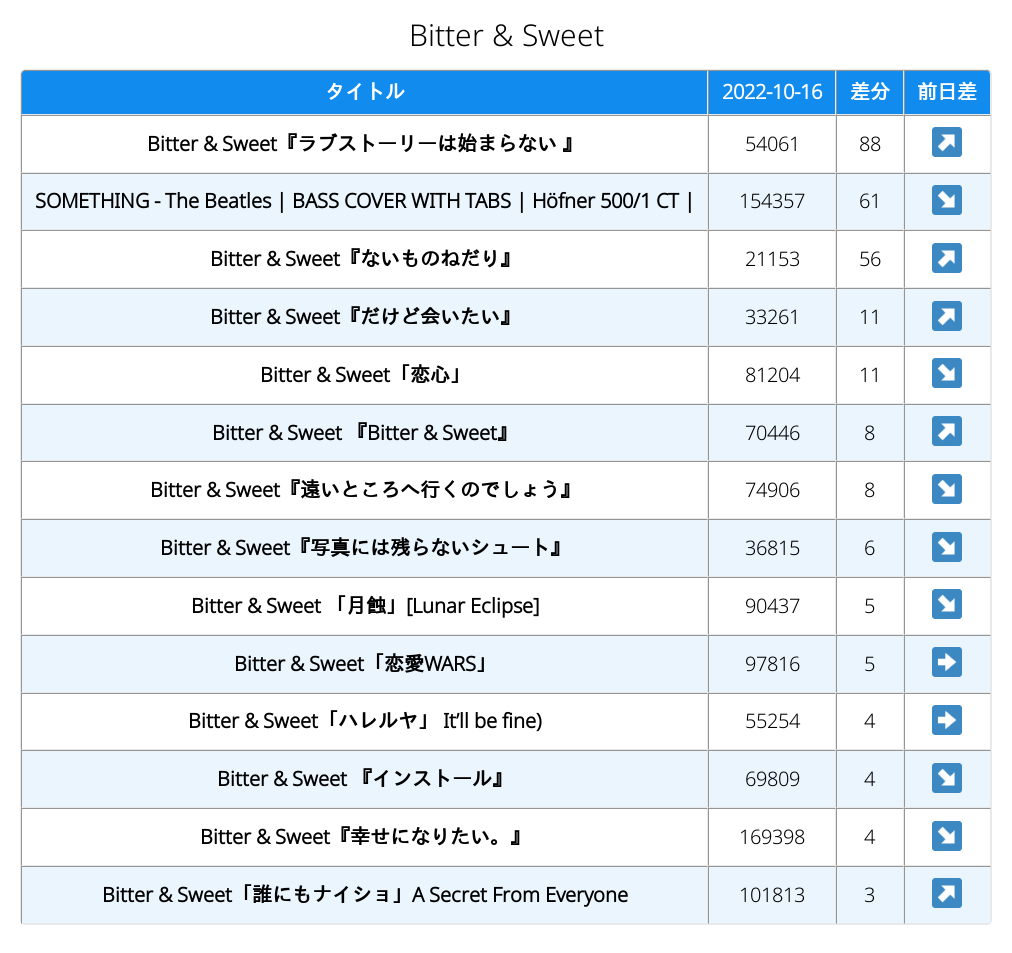 Bitter & Sweet
タイトル 2022-10-16 差分 前日差
Bitter & Sweet『ラブストーリーは始まらない 』 54061 88 ↗
SOMETHING - The Beatles | BASS COVER WITH TABS | Höfner 500/1 CT | 154357 61 ↘
Bitter & Sweet『ないものねだり』 21153 56 ↗
Bitter & Sweet『だけど会いたい』 33261 11 ↗
Bitter & Sweet「恋心」 81204 11 ↘
Bitter & Sweet 『Bitter & Sweet』 70446 8 ↗
Bitter & Sweet『遠いところへ行くのでしょう』 74906 8 ↘
Bitter & Sweet『写真には残らないシュート』 36815 6 ↘
Bitter & Sweet 「月蝕」[Lunar Eclipse] 90437 5 ↘
Bitter & Sweet「恋愛WARS」 97816 5 ➡
Bitter & Sweet「ハレルヤ」 It’ll be fine) 55254 4 ➡
Bitter & Sweet 『インストール』 69809 4 ↘
Bitter & Sweet『幸せになりたい。』 169398 4 ↘
Bitter & Sweet「誰にもナイショ」A Secret From Everyone 101813 3 ↗